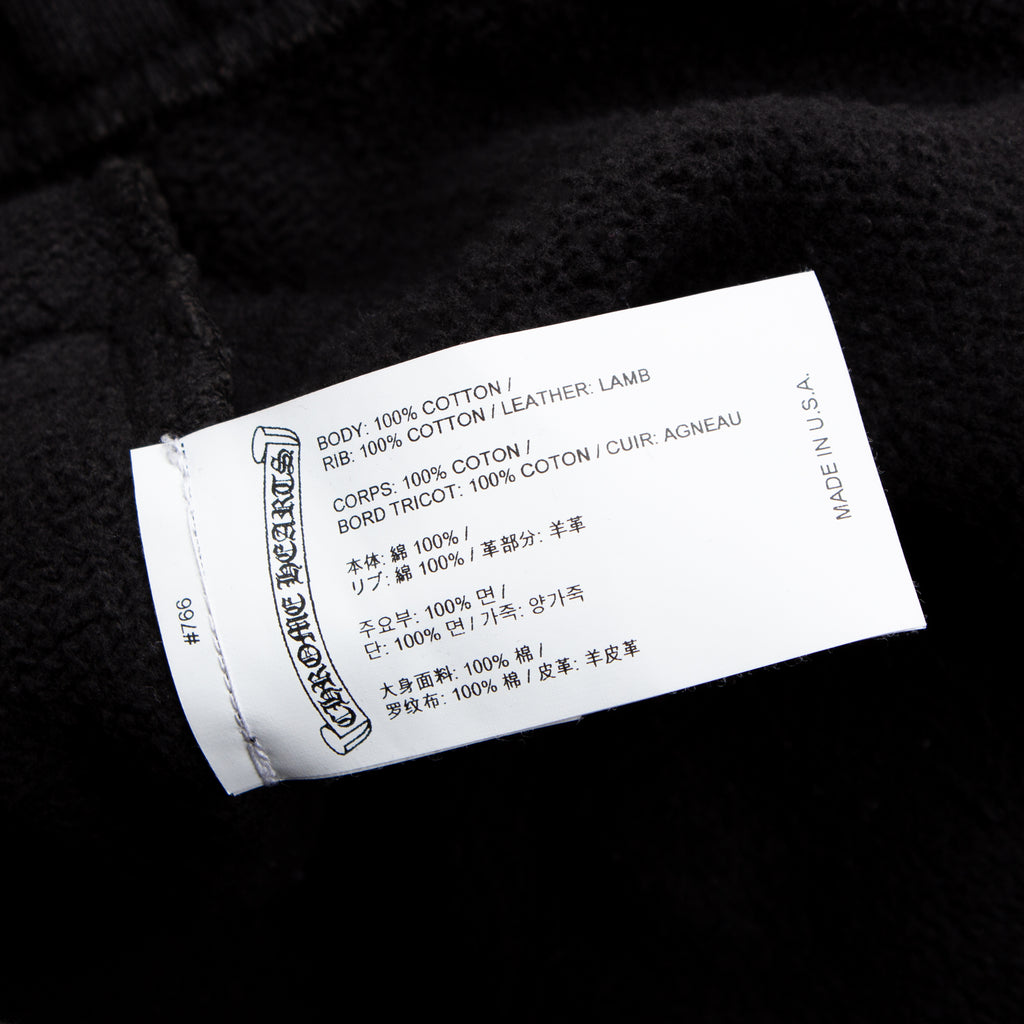 BODY: 100% COTTON /
RIB: 100% COTTON / LEATHER: LAMB
CORPS: 100% COTON /
BORD TRICOT: 100% COTON / CUIR: AGNEAU
本体: 綿 100% /
リブ: 綿 100% / 革部分: 羊革
주요부: 100% 면 /
단: 100% 면 / 가죽: 양가죽
大身面料: 100% 棉 /
罗纹布: 100% 棉 / 皮革: 羊皮革
MADE IN U.S.A.
CHROME HEARTS
#766